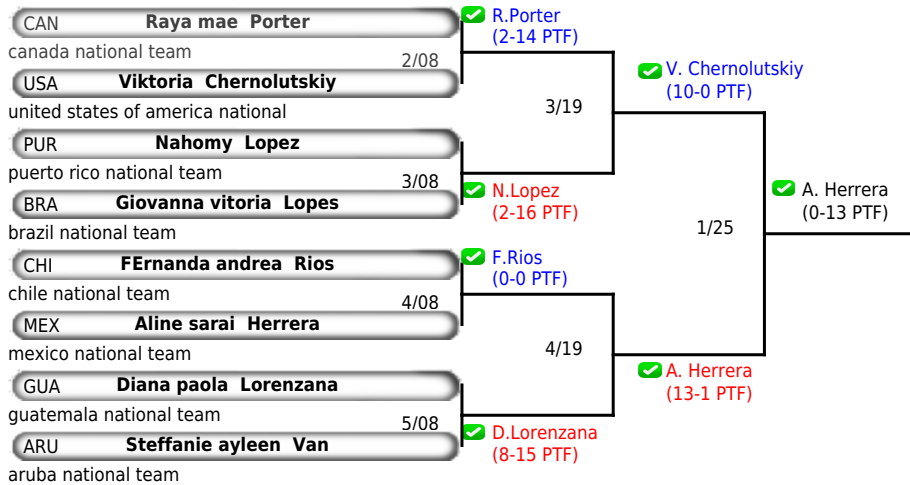 CAN Raya mae Porter
canada national team
2/08
USA Viktoria Chernolutskiy
united states of america national
PUR Nahomy Lopez
puerto rico national team
3/08
BRA Giovanna vitoria Lopes
brazil national team
CHI FErnanda andrea Rios
chile national team
4/08
MEX Aline sarai Herrera
mexico national team
GUA Diana paola Lorenzana
guatemala national team
5/08
ARU Steffanie ayleen Van
aruba national team
R.Porter
(2-14 PTF)
3/19
N.Lopez
(2-16 PTF)
F.Rios
(0-0 PTF)
4/19
D.Lorenzana
(8-15 PTF)
V. Chernolutskiy
(10-0 PTF)
1/25
A. Herrera
(13-1 PTF)
A. Herrera
(0-13 PTF)